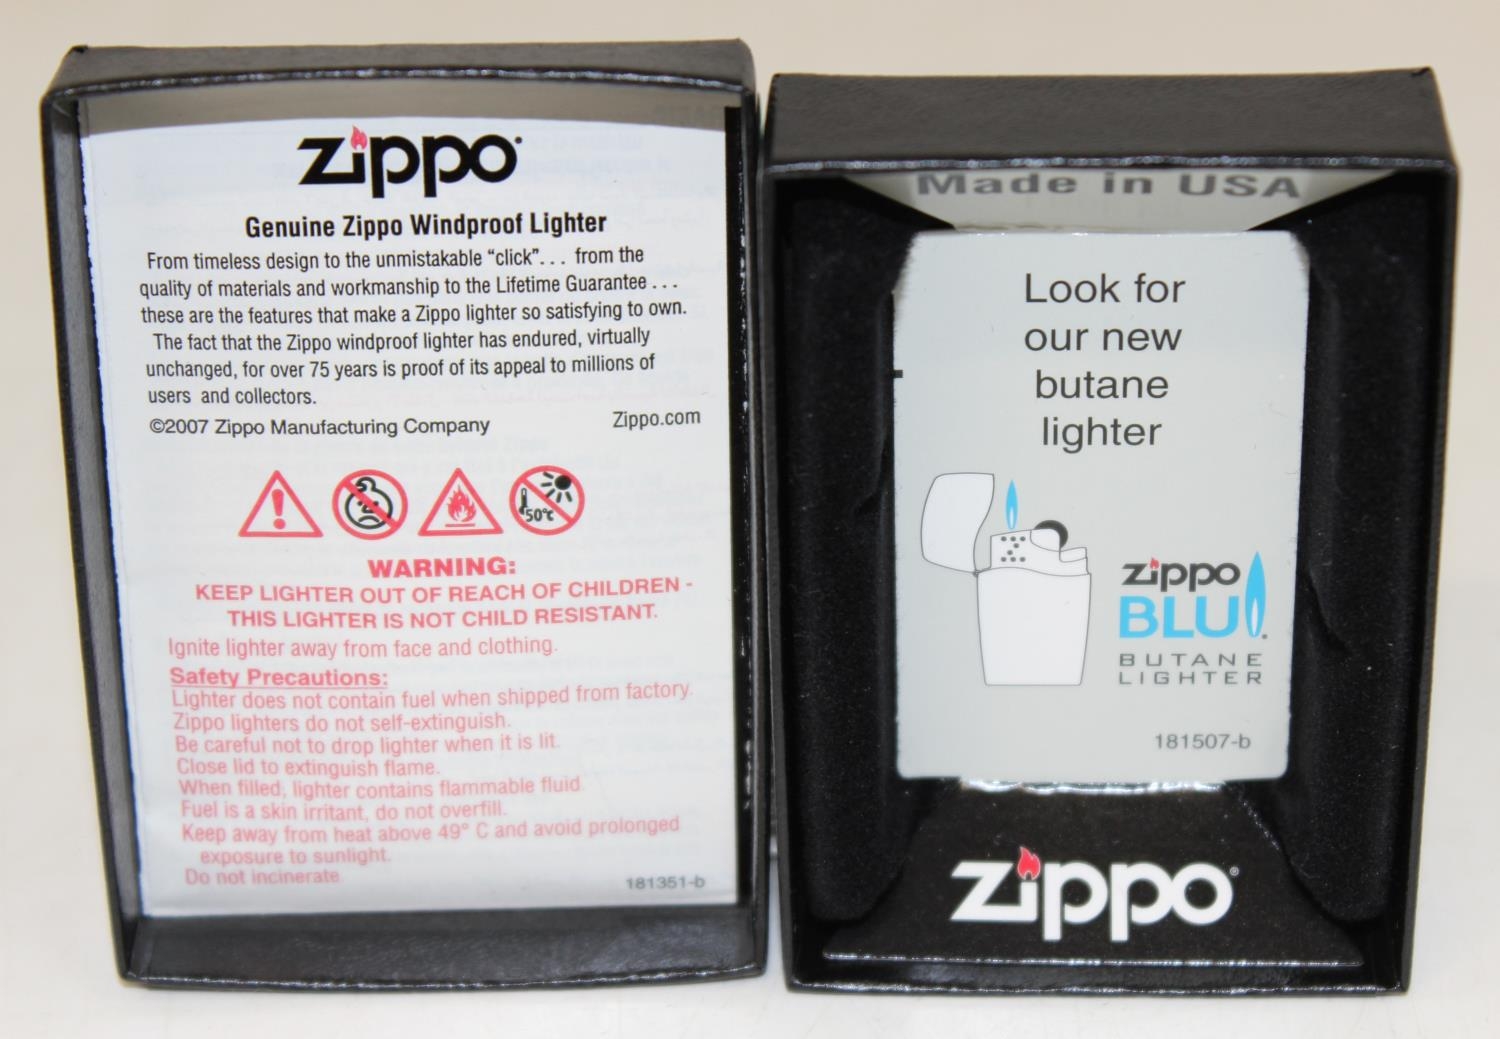 zippo
Genuine Zippo Windproof Lighter
From timeless design to the unmistakable "click"... from the
quality of materials and workmanship to the Lifetime Guarantee ...
these are the features that make a Zippo lighter so satisfying to own.
The fact that the Zippo windproof lighter has endured, virtually
unchanged, for over 75 years is proof of its appeal to millions of
users and collectors.
©2007 Zippo Manufacturing Company Zippo.com
50°C
WARNING:
KEEP LIGHTER OUT OF REACH OF CHILDREN -
THIS LIGHTER IS NOT CHILD RESISTANT.
Ignite lighter away from face and clothing.
Safety Precautions:
Lighter does not contain fuel when shipped from factory.
Zippo lighters do not self-extinguish.
Be careful not to drop lighter when it is lit.
Close lid to extinguish flame.
When filled, lighter contains flammable fluid.
Fuel is a skin irritant, do not overfill.
Keep away from heat above 49° C and avoid prolonged
exposure to sunlight.
Do not incinerate.
181351-b
Made in USA
Look for
our new
butane
lighter
zippo
BLU
BUTANE
LIGHTER
181507-b
zippo®